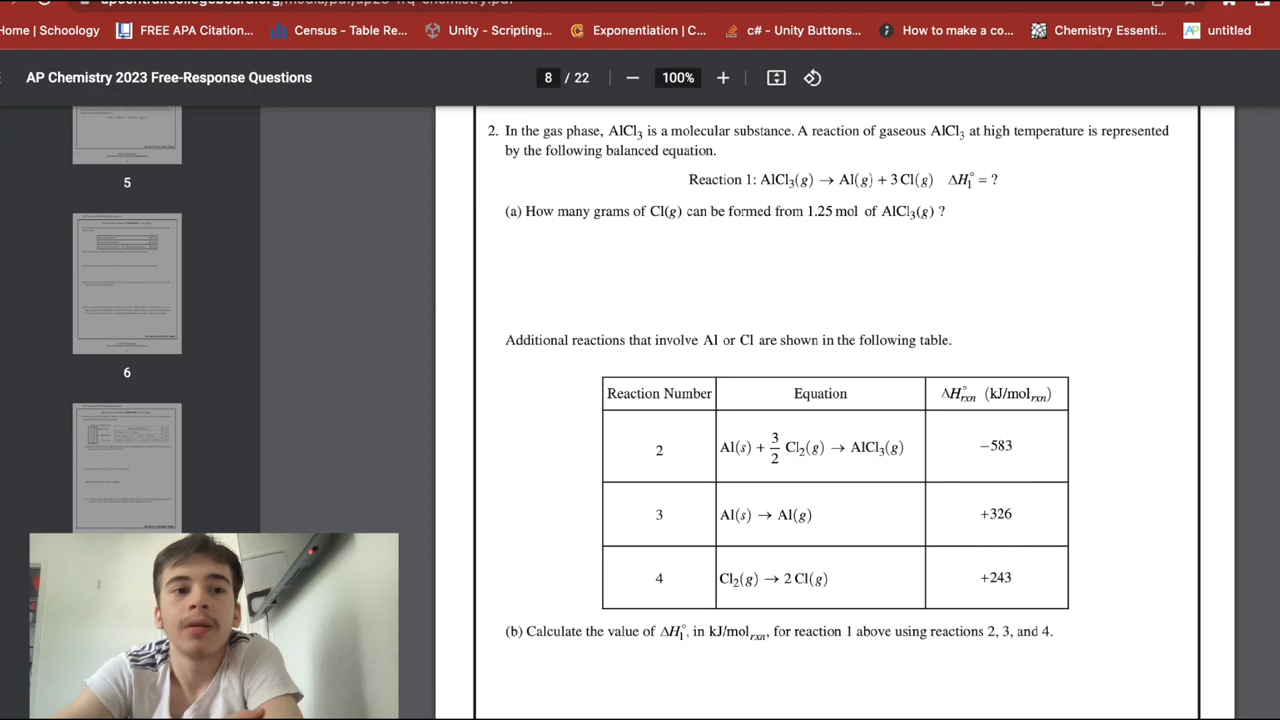 Home | Schoology FREE APA Citation... Census - Table Re... Unity - Scripting... Exponentiation | C... c# - Unity Buttons... How to make a co... Chemistry Essenti... untitled
AP Chemistry 2023 Free-Response Questions 8 / 22 100%
5
6
2. In the gas phase, AlCl₃ is a molecular substance. A reaction of gaseous AlCl₃ at high temperature is represented
by the following balanced equation.
Reaction 1: AlCl₃(g) → Al(g) + 3 Cl(g) ΔH₁° = ?
(a) How many grams of Cl(g) can be formed from 1.25 mol of AlCl₃(g) ?
Additional reactions that involve Al or Cl are shown in the following table.
Reaction Number Equation ΔH°rxn (kJ/molrxn)
2 Al(s) + 3/2 Cl₂(g) → AlCl₃(g) −583
3 Al(s) → Al(g) +326
4 Cl₂(g) → 2 Cl(g) +243
(b) Calculate the value of ΔH₁°, in kJ/molrxn, for reaction 1 above using reactions 2, 3, and 4.